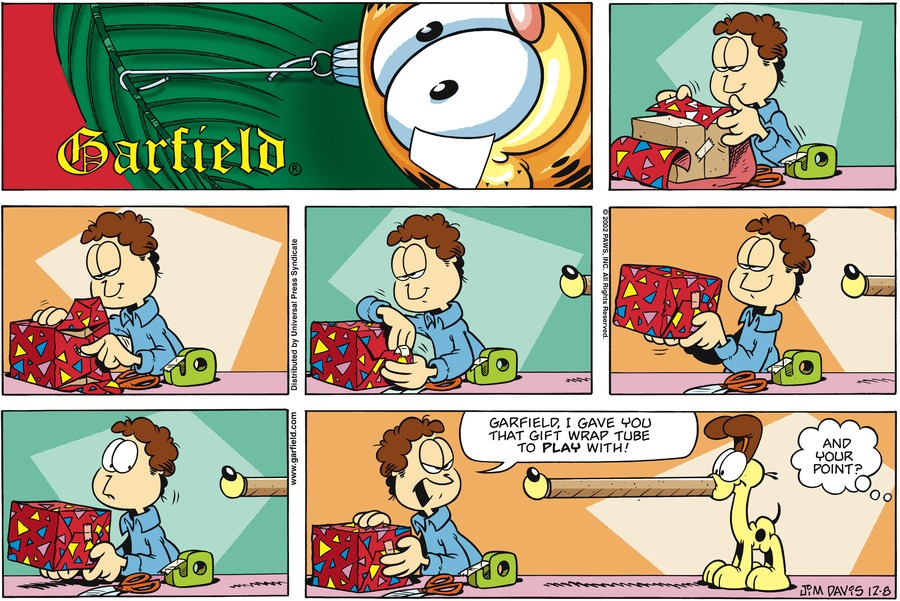 Garfield®
Distributed by Universal Press Syndicate
© 2002 PAWS, INC. All Rights Reserved.
www.garfield.com
GARFIELD, I GAVE YOU
THAT GIFT WRAP TUBE
TO PLAY WITH!
AND
YOUR
POINT?
JIM DAVIS 12-8